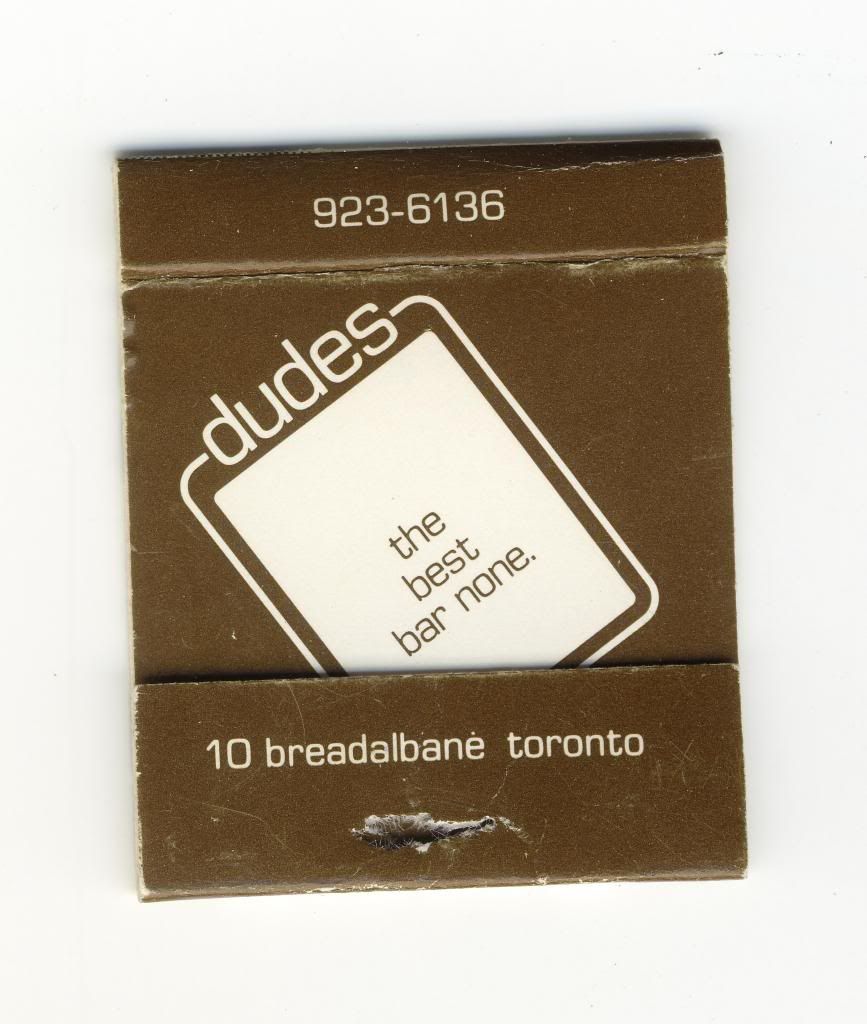 923-6136
dudes
the
best
bar none.
10 breadalbane toronto